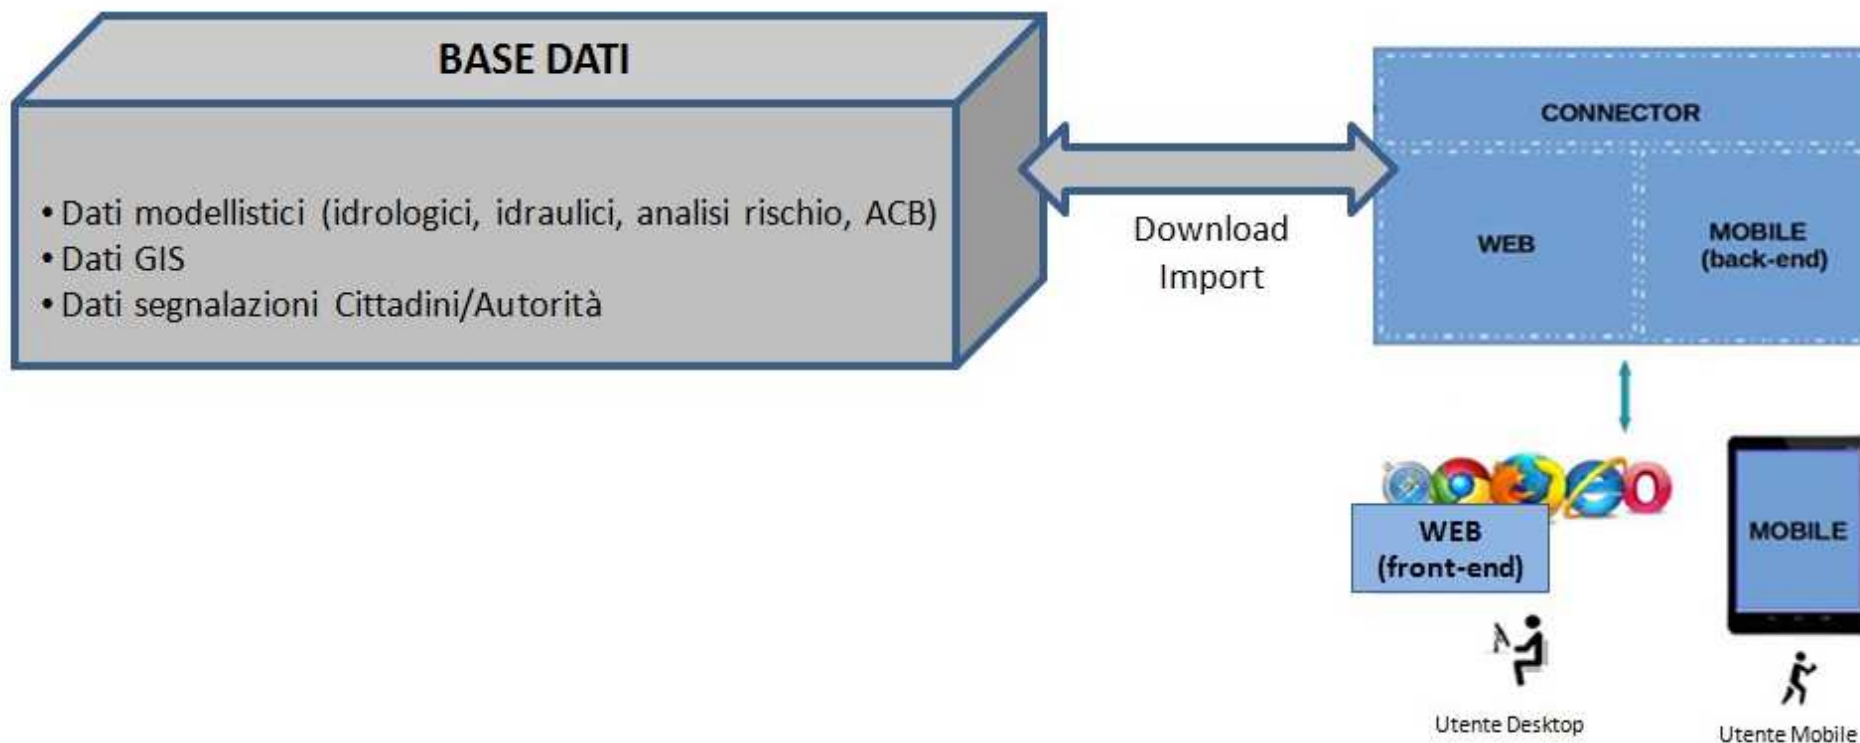 BASE DATI
• Dati modellistici (idrologici, idraulici, analisi rischio, ACB)
• Dati GIS
• Dati segnalazioni Cittadini/Autorità
Download
Import
CONNECTOR
WEB
MOBILE
(back-end)
WEB
(front-end)
MOBILE
Utente Desktop
Utente Mobile